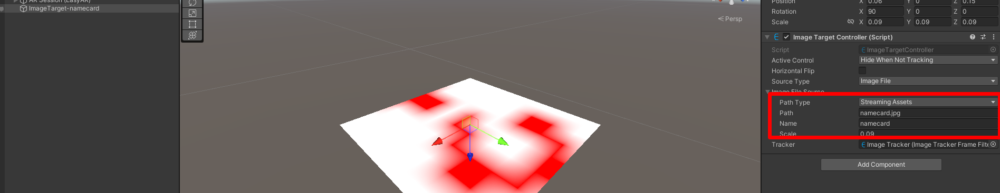 AR Session (EasyAR)
ImageTarget-namecard
Persp
Position X 0.06 Y 0 Z 0.15
Rotation X 90 Y 0 Z 0
Scale X 0.09 Y 0.09 Z 0.09
Image Target Controller (Script)
Script ImageTargetController
Active Control Hide When Not Tracking
Horizontal Flip
Source Type Image File
Image File Source
Path Type Streaming Assets
Path namecard.jpg
Name namecard
Scale 0.09
Tracker Image Tracker (Image Tracker Frame Filte
Add Component